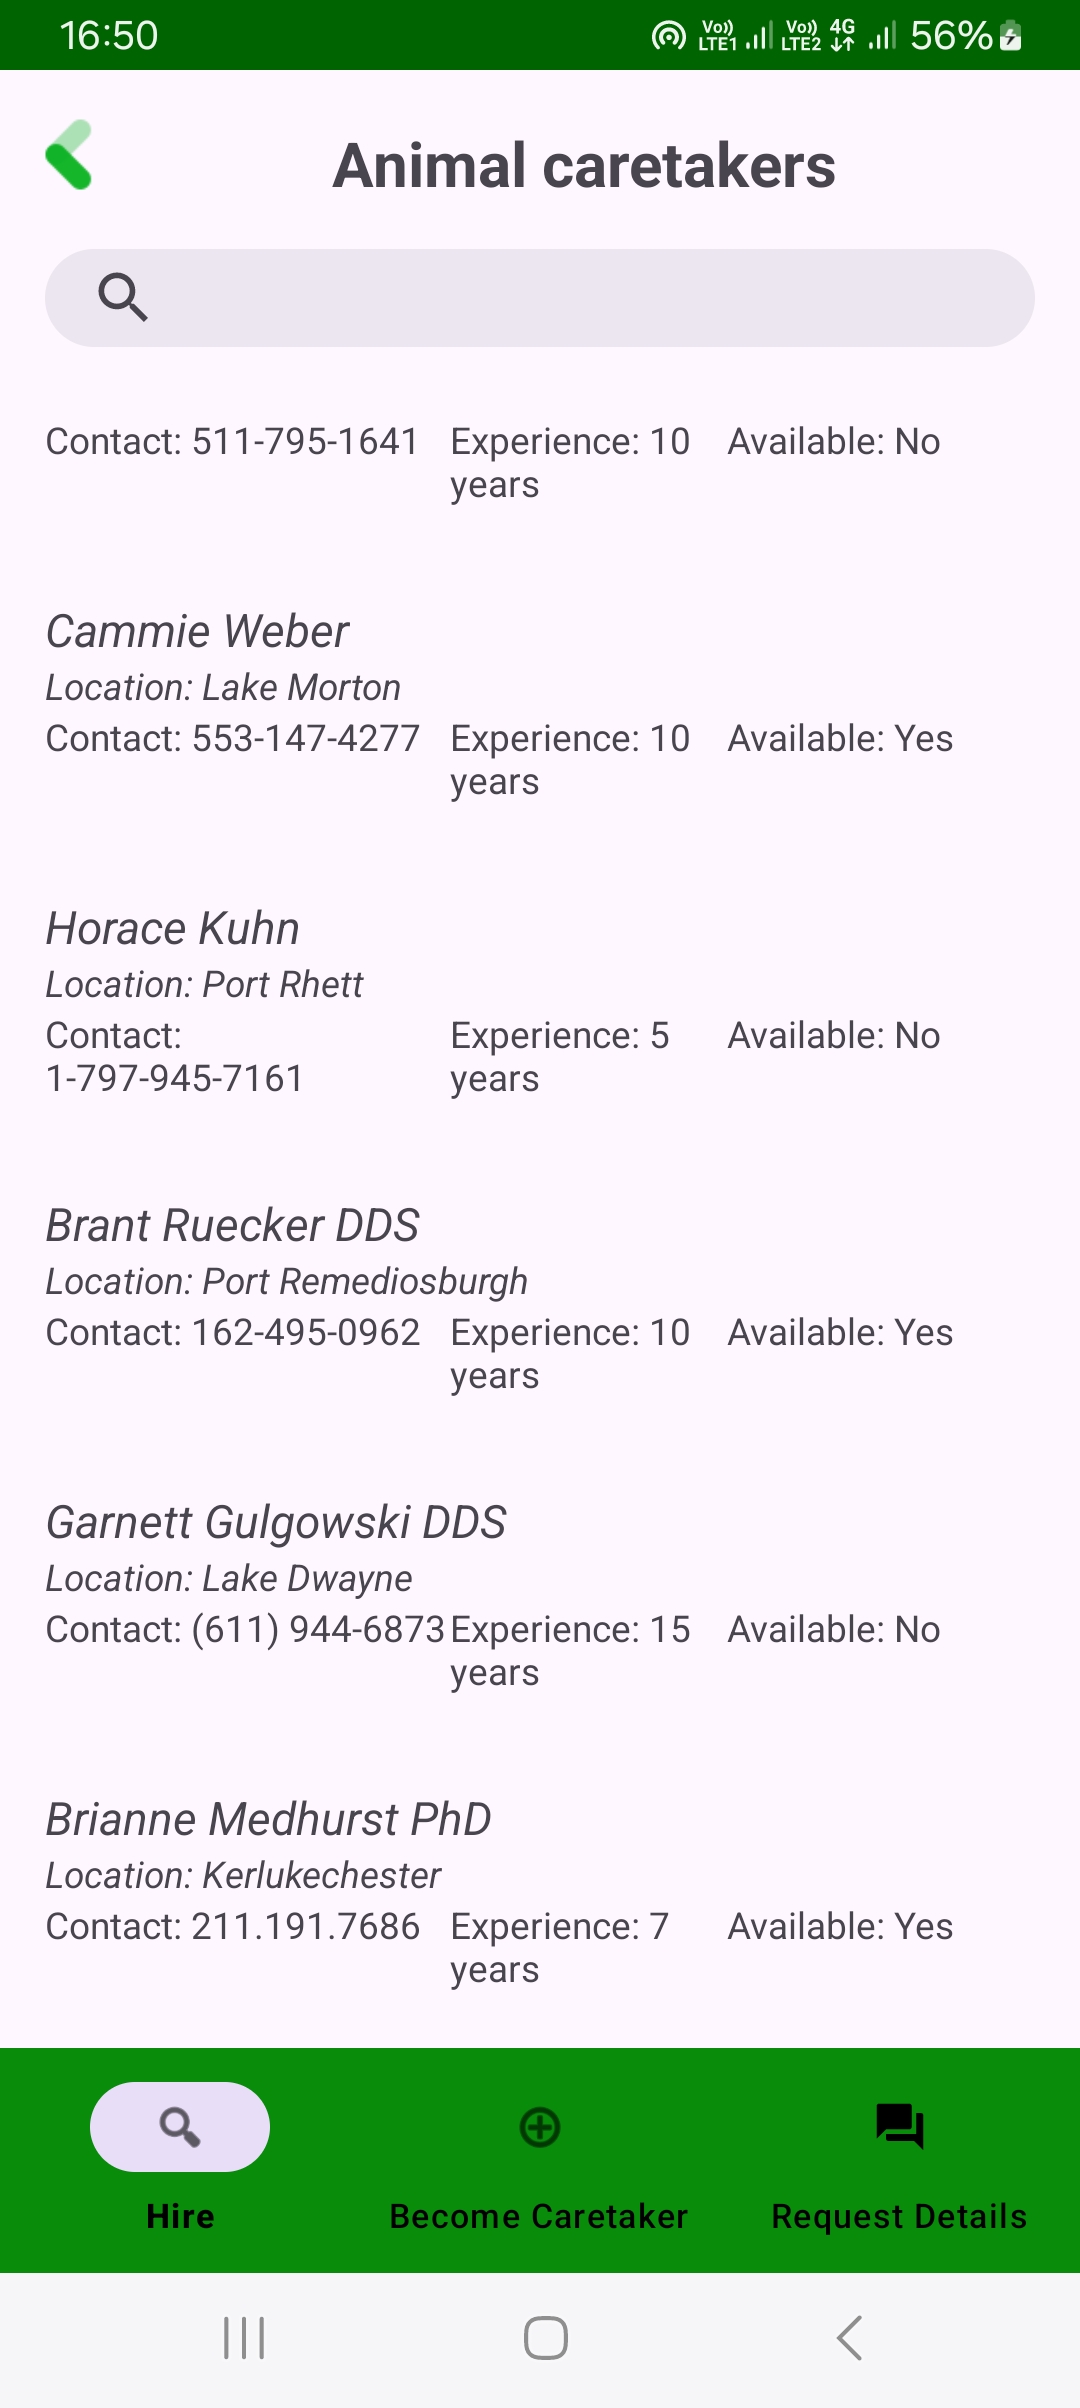 16:50 Vo)) LTE1 Vo)) LTE2 4G 56%
Animal caretakers
Contact: 511-795-1641 Experience: 10 Available: No
years
Cammie Weber
Location: Lake Morton
Contact: 553-147-4277 Experience: 10 Available: Yes
years
Horace Kuhn
Location: Port Rhett
Contact: Experience: 5 Available: No
1-797-945-7161 years
Brant Ruecker DDS
Location: Port Remediosburgh
Contact: 162-495-0962 Experience: 10 Available: Yes
years
Garnett Gulgowski DDS
Location: Lake Dwayne
Contact: (611) 944-6873 Experience: 15 Available: No
years
Brianne Medhurst PhD
Location: Kerlukechester
Contact: 211.191.7686 Experience: 7 Available: Yes
years
Hire Become Caretaker Request Details